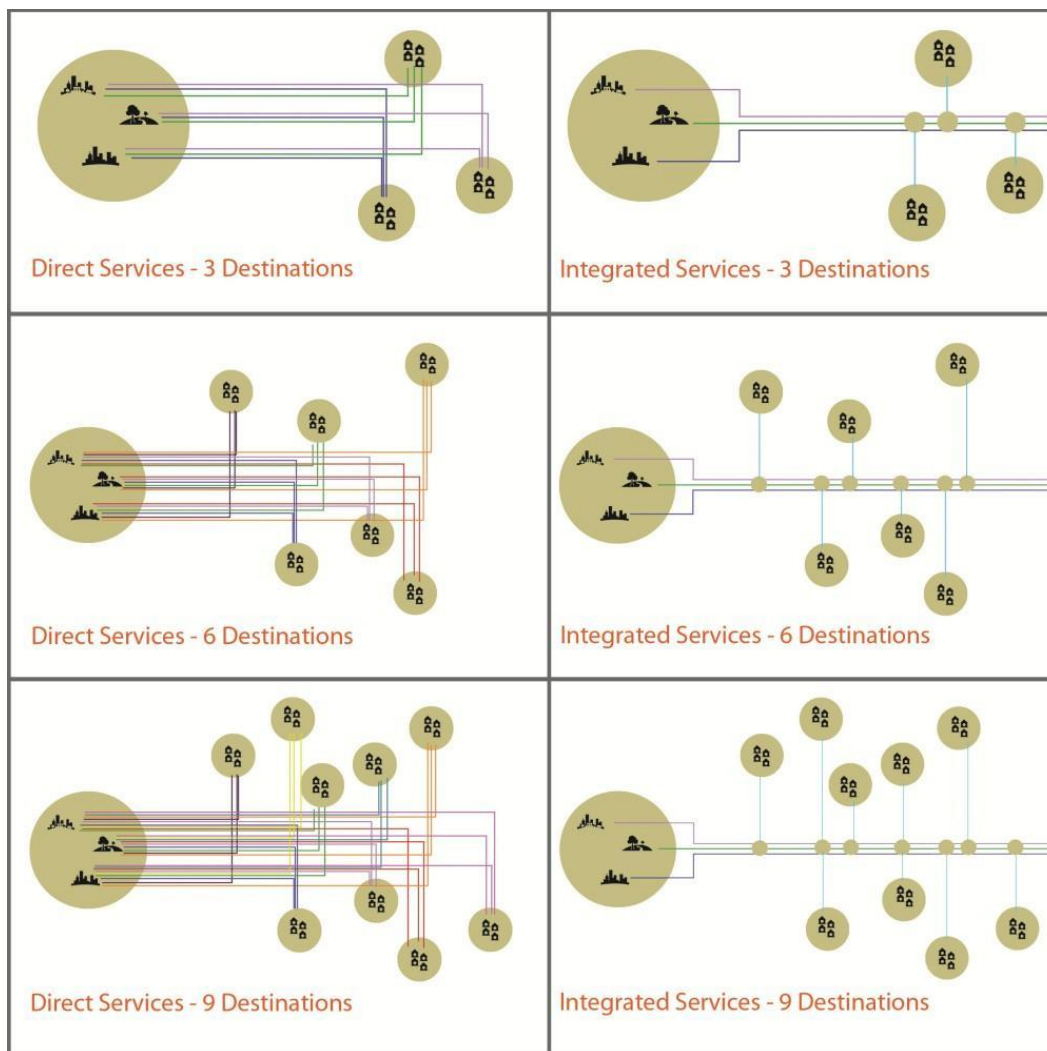 Direct Services - 3 Destinations
Integrated Services - 3 Destinations
Direct Services - 6 Destinations
Integrated Services - 6 Destinations
Direct Services - 9 Destinations
Integrated Services - 9 Destinations